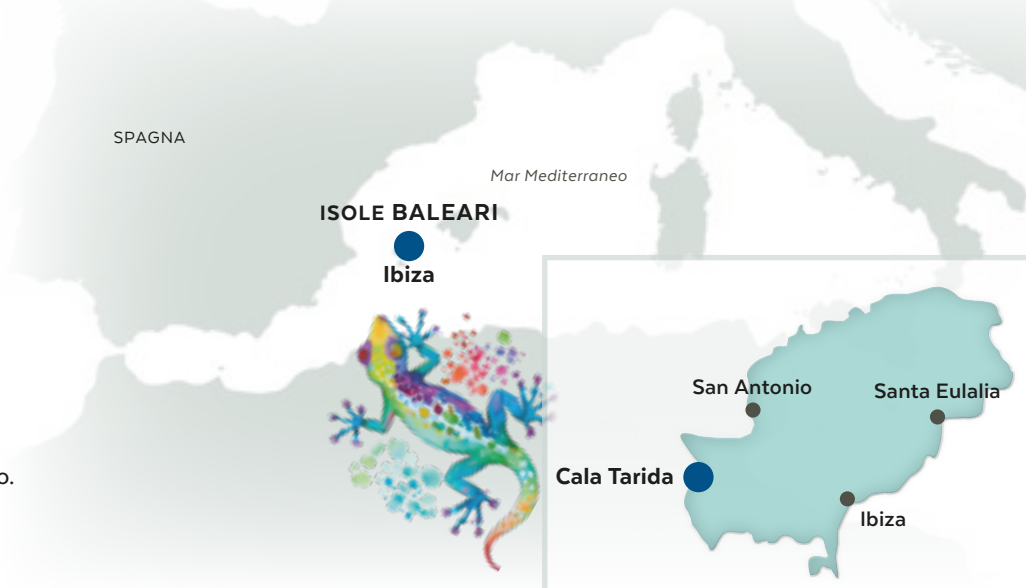 SPAGNA
Mar Mediterraneo
ISOLE BALEARI
Ibiza
San Antonio
Santa Eulalia
o.
Cala Tarida
Ibiza